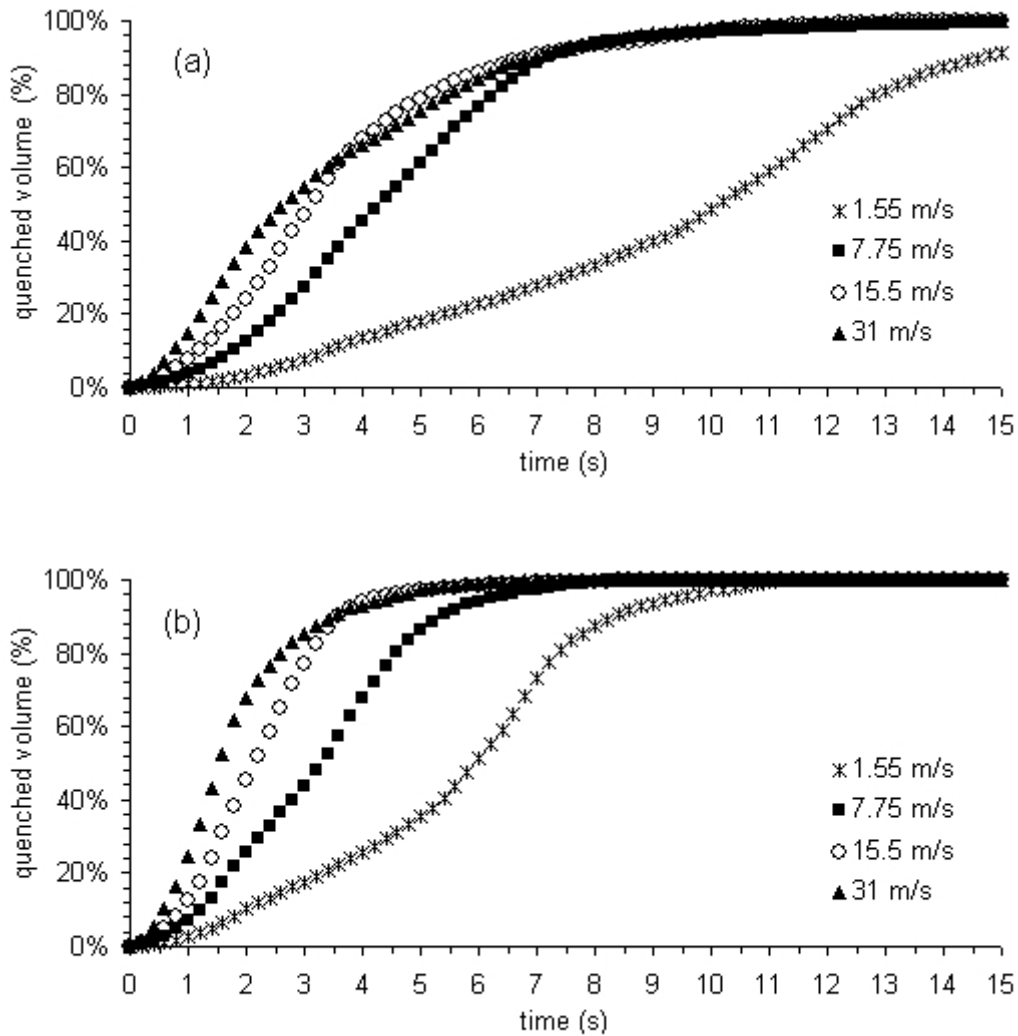 100%
80%
60%
40%
20%
0%
quenched volume (%)
(a)
1.55 m/s
7.75 m/s
15.5 m/s
31 m/s
0 1 2 3 4 5 6 7 8 9 10 11 12 13 14 15
time (s)
100%
80%
60%
40%
20%
0%
quenched volume (%)
(b)
1.55 m/s
7.75 m/s
15.5 m/s
31 m/s
0 1 2 3 4 5 6 7 8 9 10 11 12 13 14 15
time (s)